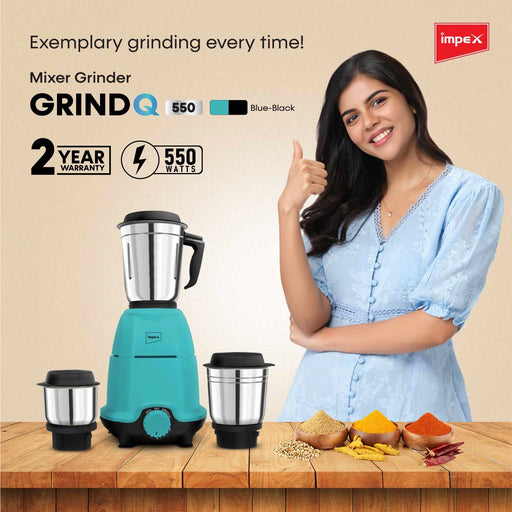 Exemplary grinding every time!
impex
Mixer Grinder
GRINDQ 550 Blue-Black
2 YEAR WARRANTY
550 WATTS
impex